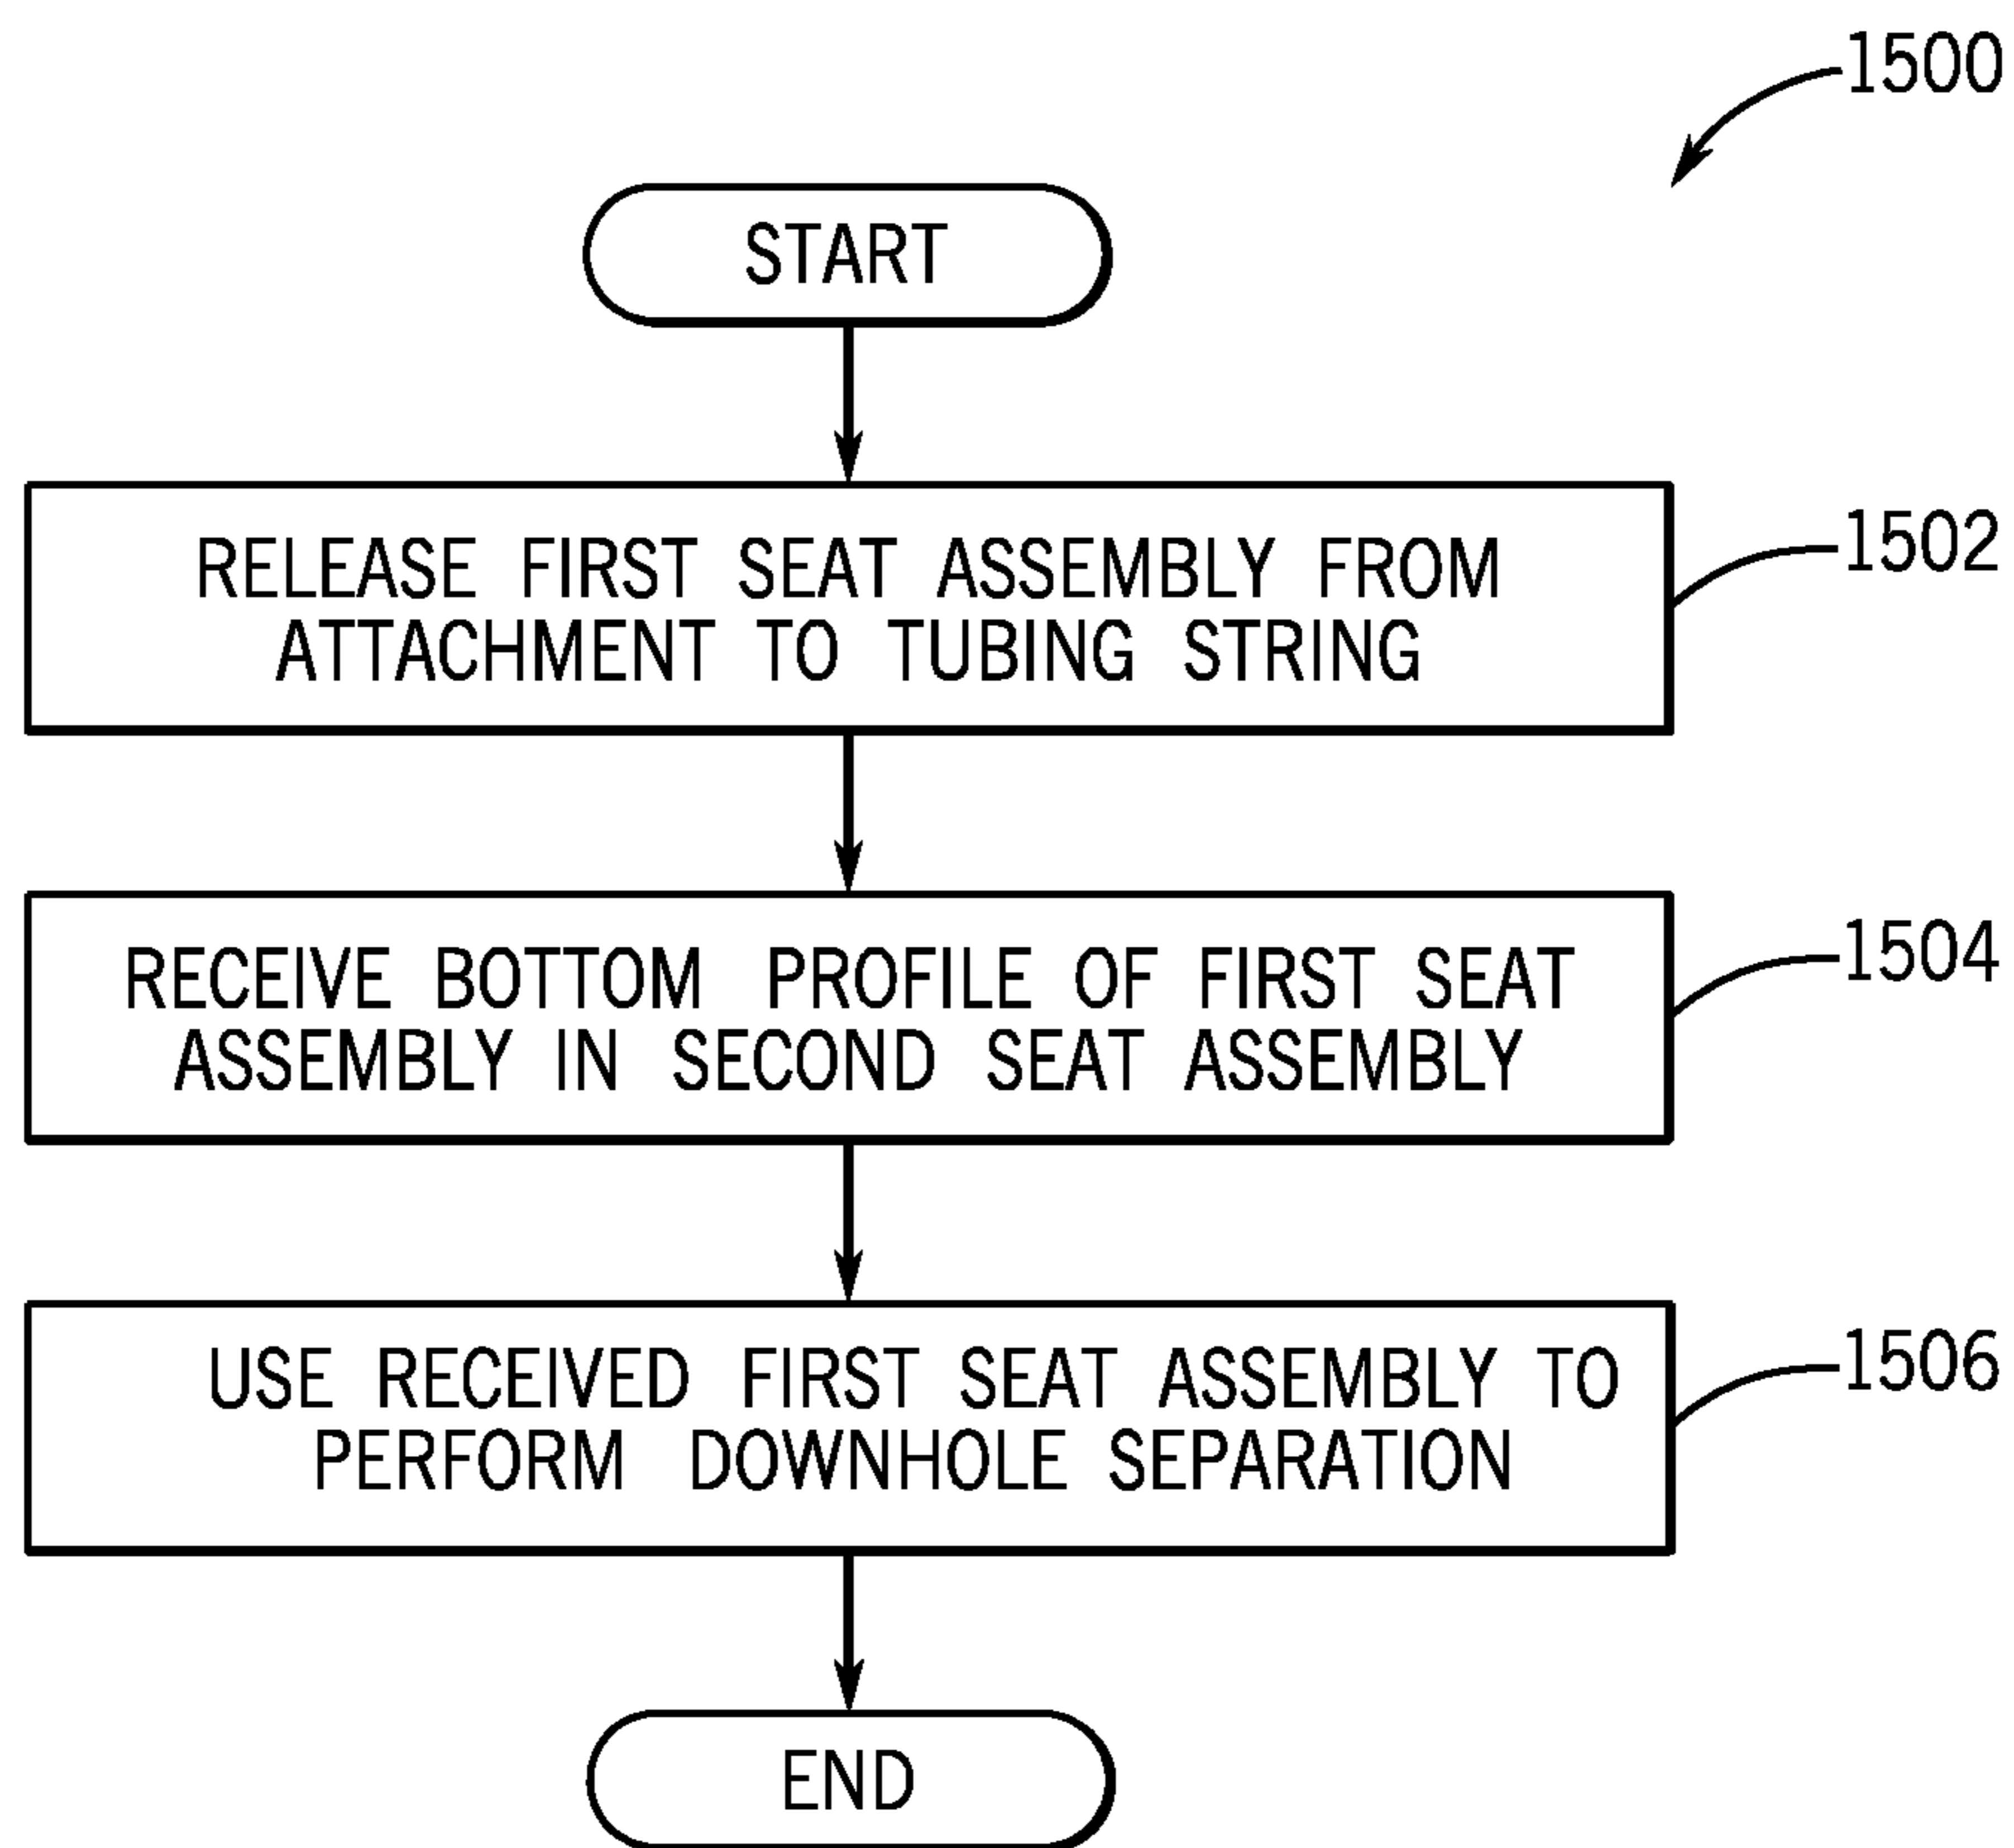 1500
START
RELEASE FIRST SEAT ASSEMBLY FROM
ATTACHMENT TO TUBING STRING
1502
RECEIVE BOTTOM PROFILE OF FIRST SEAT
ASSEMBLY IN SECOND SEAT ASSEMBLY
1504
USE RECEIVED FIRST SEAT ASSEMBLY TO
PERFORM DOWNHOLE SEPARATION
1506
END